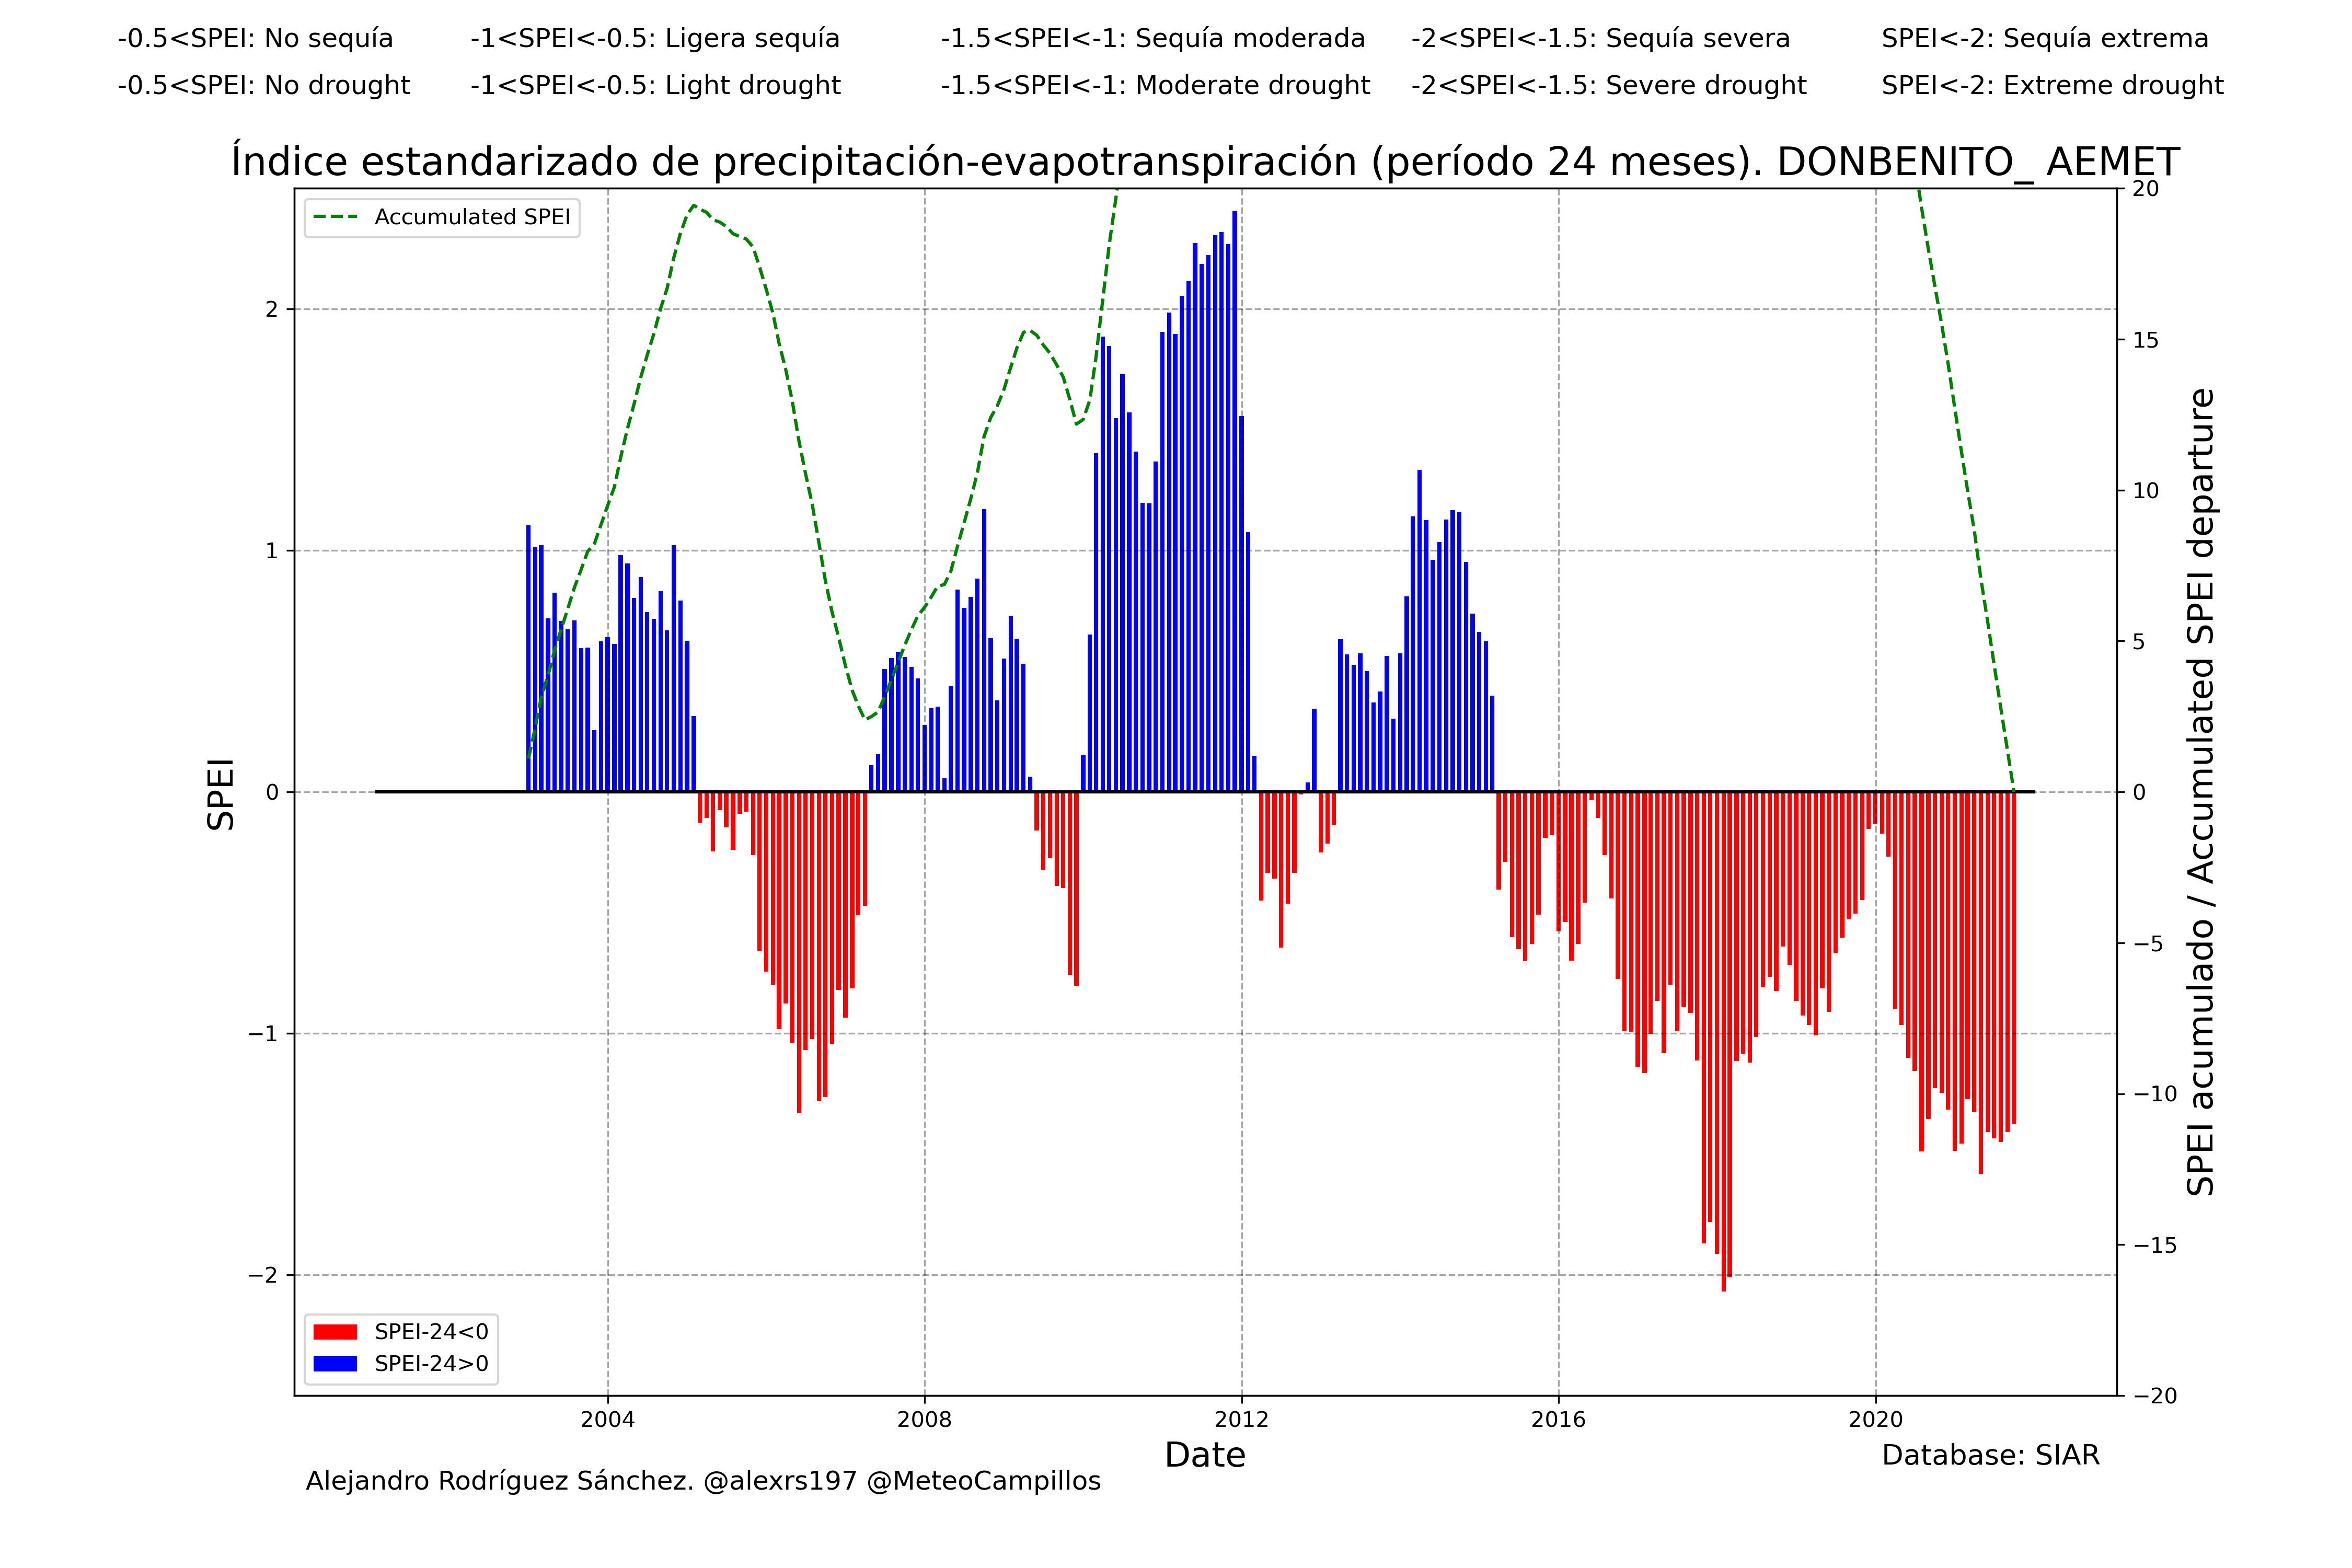 -0.5<SPEI: No sequía -1<SPEI<-0.5: Ligera sequía -1.5<SPEI<-1: Sequía moderada -2<SPEI<-1.5: Sequía severa SPEI<-2: Sequía extrema
-0.5<SPEI: No drought -1<SPEI<-0.5: Light drought -1.5<SPEI<-1: Moderate drought -2<SPEI<-1.5: Severe drought SPEI<-2: Extreme drought
Índice estandarizado de precipitación-evapotranspiración (período 24 meses). DONBENITO_ AEMET
Accumulated SPEI
SPEI
2
1
0
−1
−2
20
15
10
5
0
−5
−10
−15
−20
SPEI acumulado / Accumulated SPEI departure
SPEI-24<0
SPEI-24>0
2004 2008 2012 2016 2020
Date
Database: SIAR
Alejandro Rodríguez Sánchez. @alexrs197 @MeteoCampillos